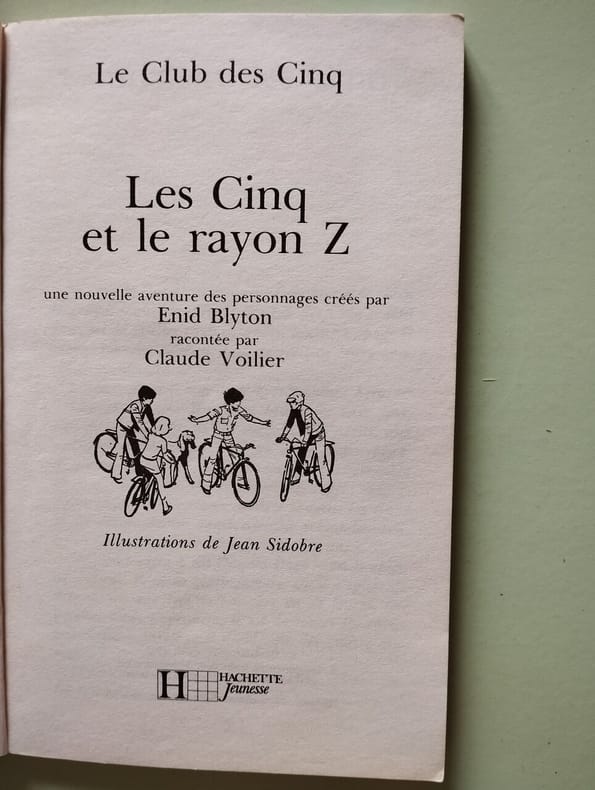 Le Club des Cinq
Les Cinq
et le rayon Z
une nouvelle aventure des personnages créés par
Enid Blyton
racontée par
Claude Voilier
Illustrations de Jean Sidobre
H HACHETTE
Jeunesse